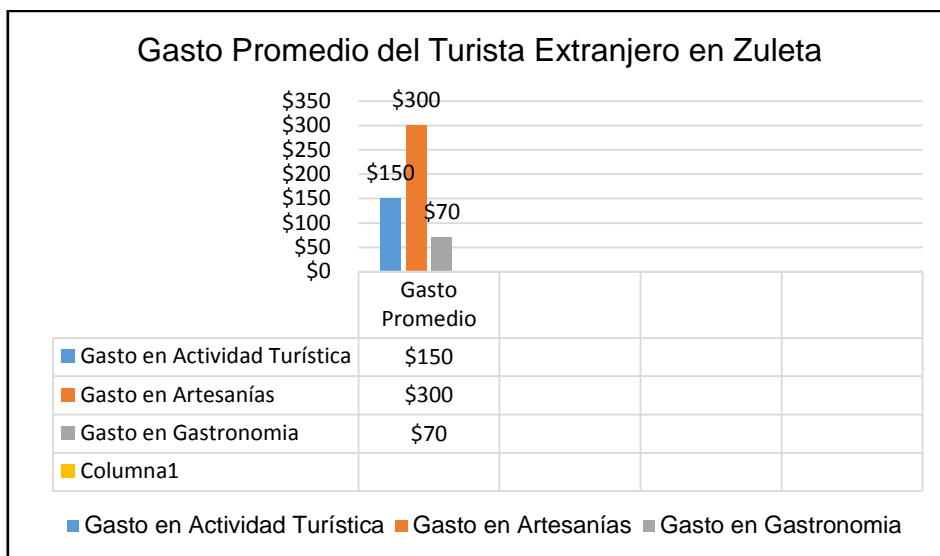 Gasto Promedio del Turista Extranjero en Zuleta
$350
$300
$250
$200
$150
$100
$50
$0
$150
$300
$70
Gasto
Promedio
Gasto en Actividad Turística $150
Gasto en Artesanías $300
Gasto en Gastronomia $70
Columna1
Gasto en Actividad Turística Gasto en Artesanías Gasto en Gastronomia